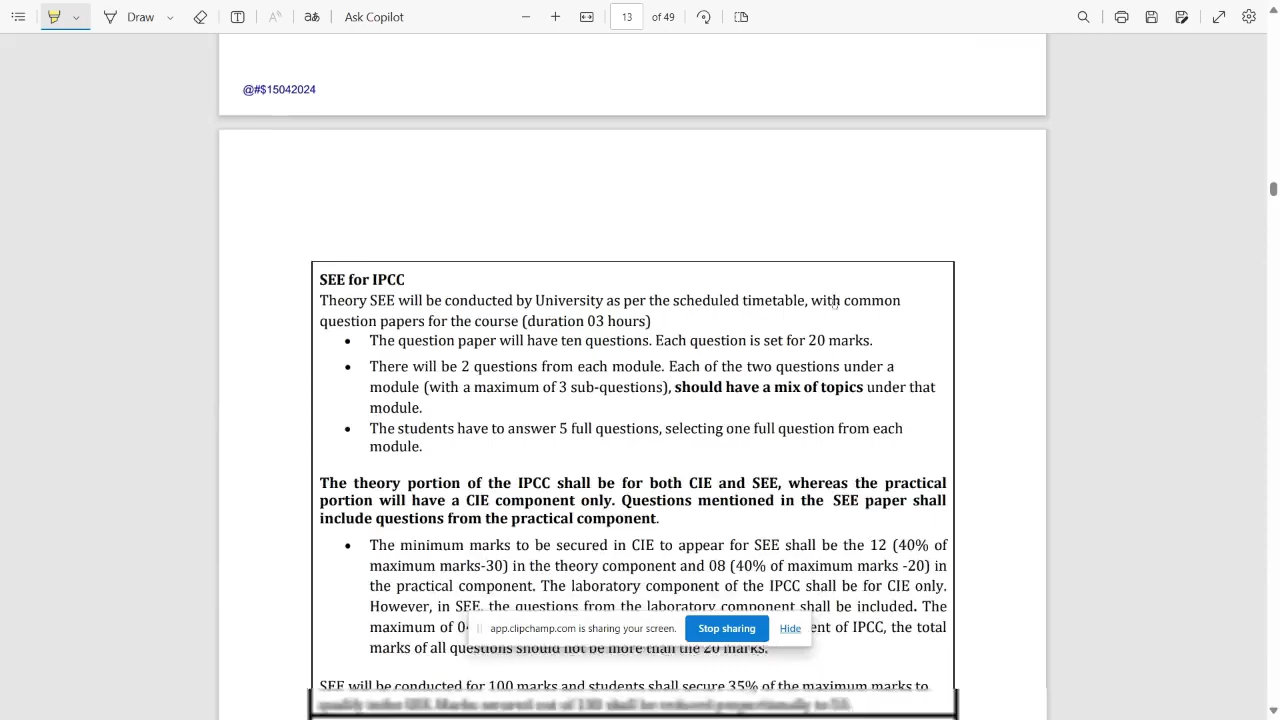 Draw
Ask Copilot
13 of 49
@#$15042024
SEE for IPCC
Theory SEE will be conducted by University as per the scheduled timetable, with common
question papers for the course (duration 03 hours)
• The question paper will have ten questions. Each question is set for 20 marks.
• There will be 2 questions from each module. Each of the two questions under a
module (with a maximum of 3 sub-questions), should have a mix of topics under that
module.
• The students have to answer 5 full questions, selecting one full question from each
module.
The theory portion of the IPCC shall be for both CIE and SEE, whereas the practical
portion will have a CIE component only. Questions mentioned in the SEE paper shall
include questions from the practical component.
• The minimum marks to be secured in CIE to appear for SEE shall be the 12 (40% of
maximum marks-30) in the theory component and 08 (40% of maximum marks -20) in
the practical component. The laboratory component of the IPCC shall be for CIE only.
However, in SEE, the questions from the laboratory component shall be included. The
maximum of 0 ent of IPCC, the total
app.clipchamp.com is sharing your screen. Stop sharing Hide
marks of all questions should not be more than the 20 marks.
SEE will be conducted for 100 marks and students shall secure 35% of the maximum marks to